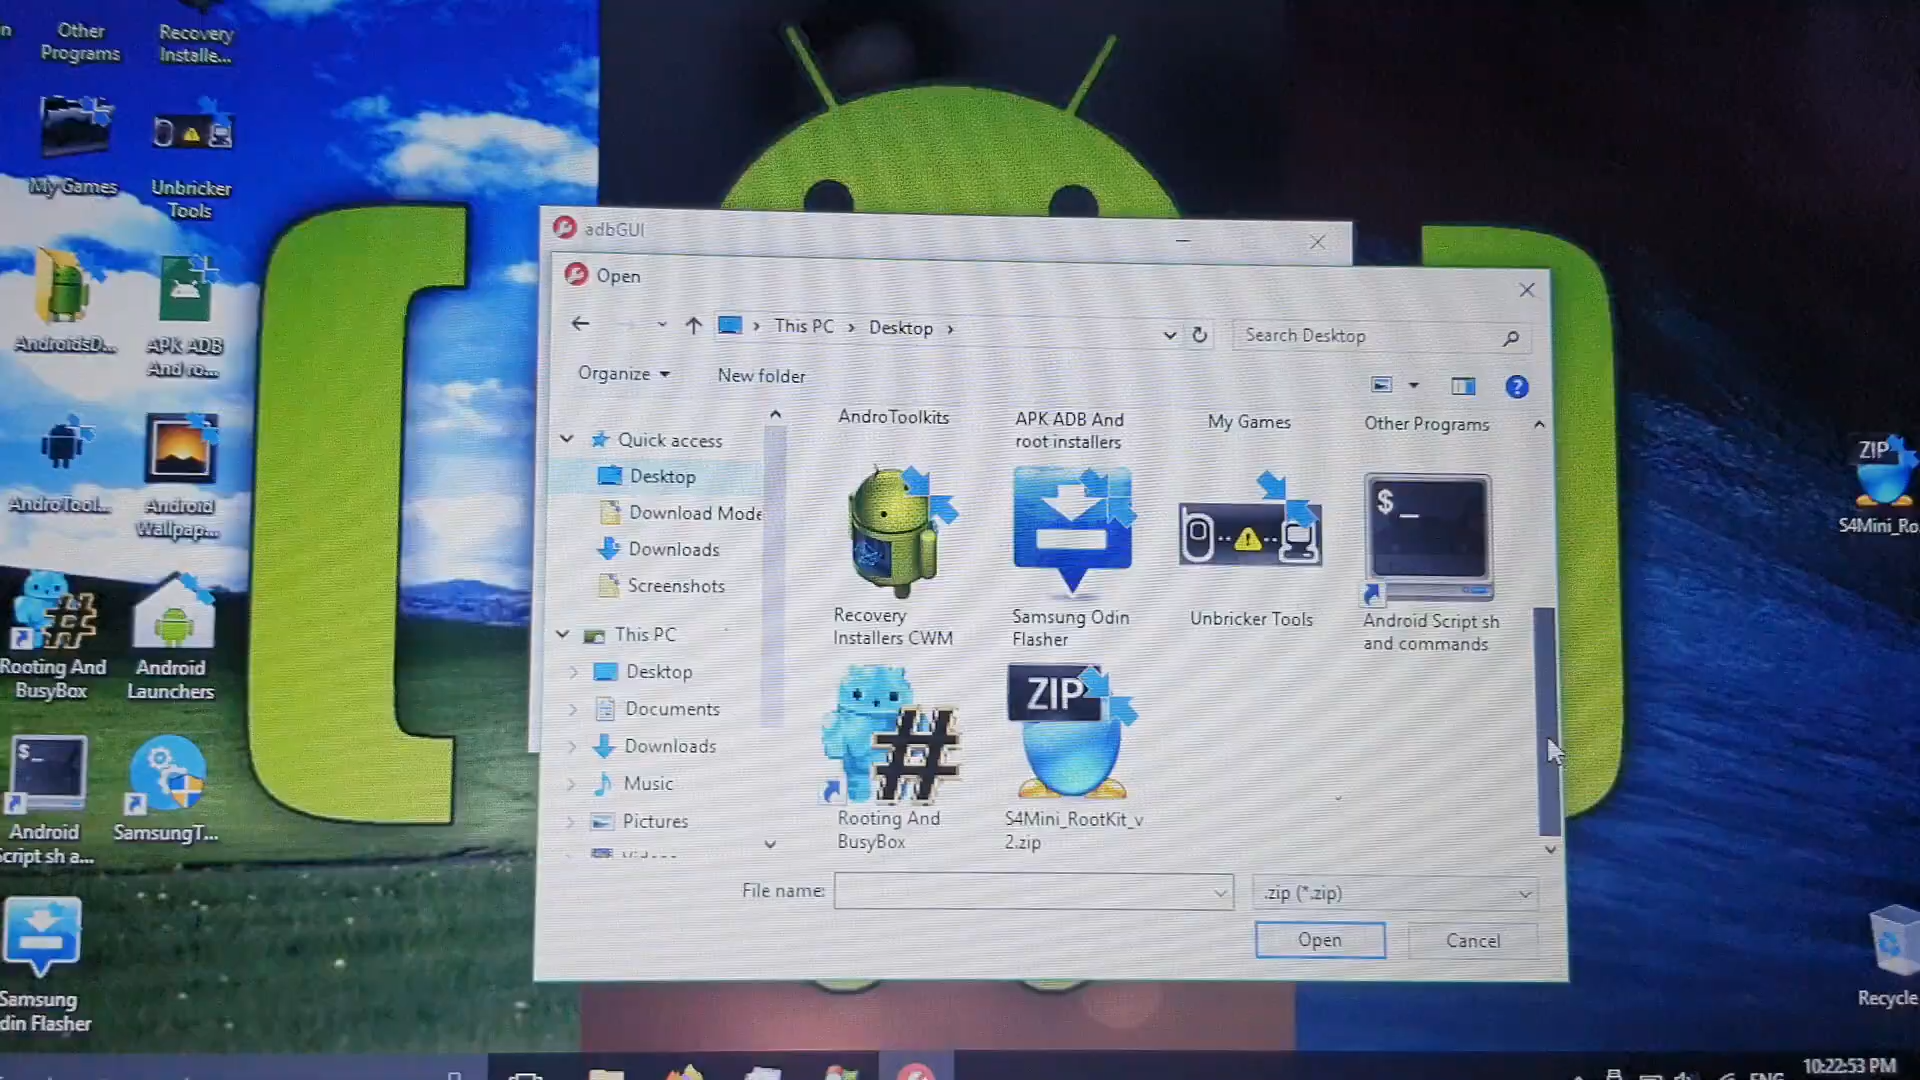 Other
Programs
Recovery
Installe...
My Games
Unbricker
Tools
AndroidsD...
APK ADB
And ro...
AndroTool...
Android
Wallpap...
#
Rooting And
BusyBox
Android
Launchers
$_
Android
Script sh a...
SamsungT...
Samsung
din Flasher
adbGUI
Open
This PC
Desktop
Search Desktop
Organize
New folder
?
Quick access
Desktop
Download Mode
Downloads
Screenshots
This PC
Desktop
Documents
Downloads
Music
Pictures
AndroToolkits
APK ADB And
root installers
My Games
Other Programs
Recovery
Installers CWM
Samsung Odin
Flasher
Unbricker Tools
$_
Android Script sh
and commands
#
Rooting And
BusyBox
ZIP
S4Mini_RootKit_v
2.zip
File name:
.zip (*.zip)
Open
Cancel
ZIP
S4Mini_Ro
Recycle
ENG
10:22:53 PM